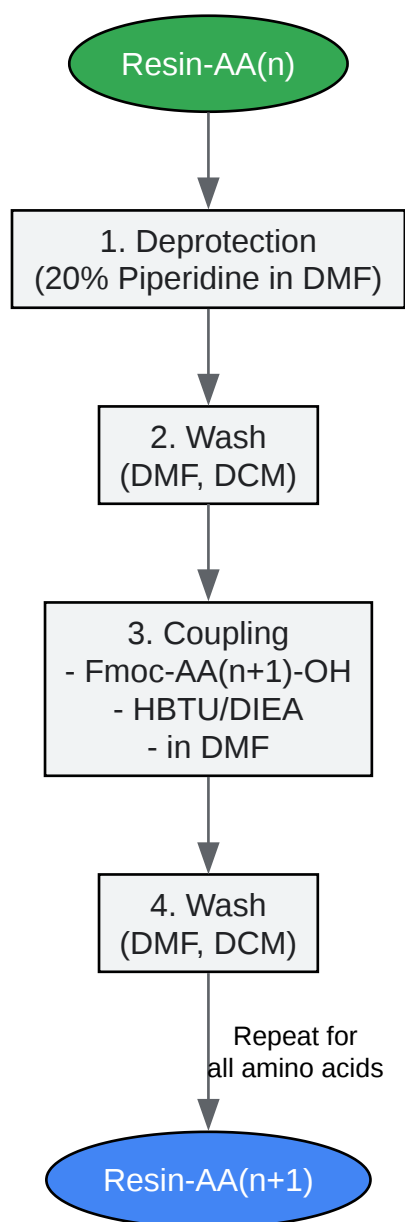 Resin-AA(n)
1. Deprotection
(20% Piperidine in DMF)
2. Wash
(DMF, DCM)
3. Coupling
- Fmoc-AA(n+1)-OH
- HBTU/DIEA
- in DMF
4. Wash
(DMF, DCM)
Repeat for
all amino acids
Resin-AA(n+1)